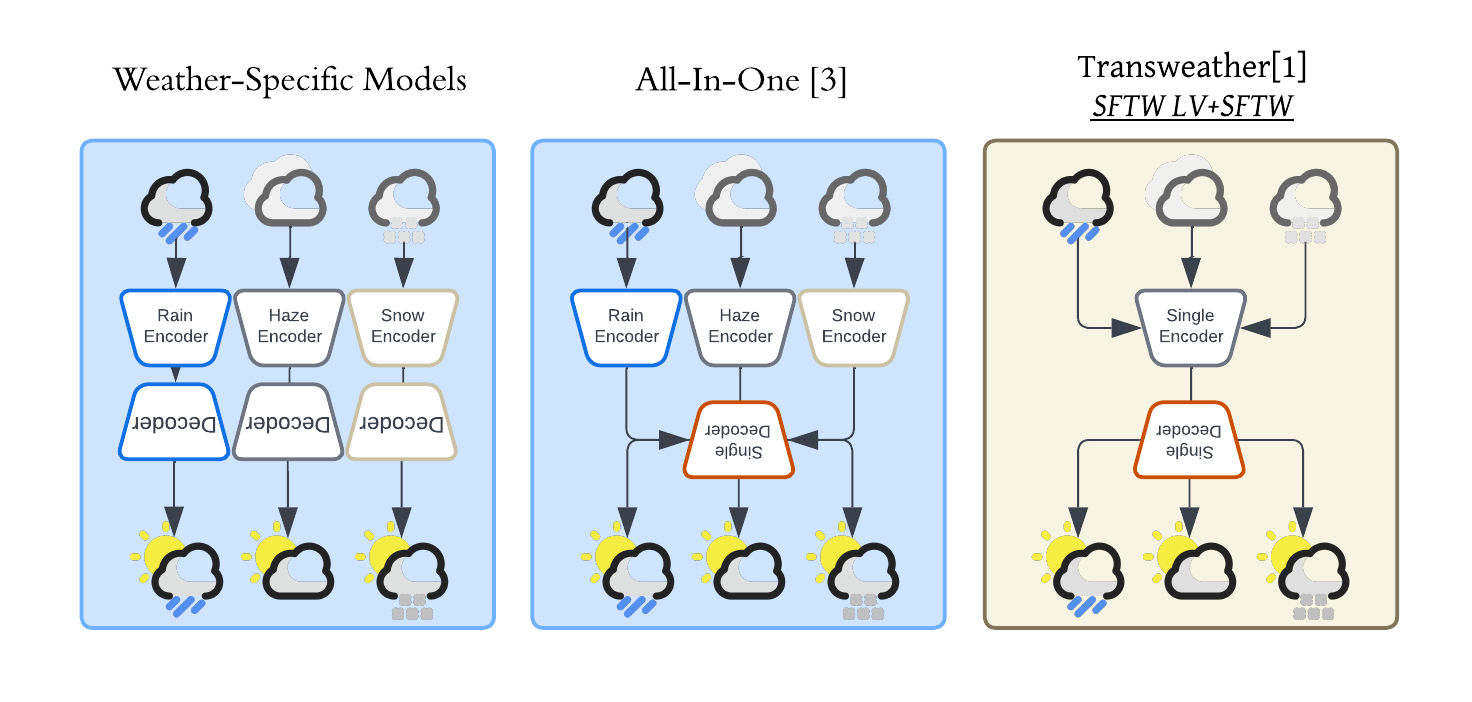 Weather-Specific Models
All-In-One [3]
Transweather[1]
SFTW LV+SFTW
Rain
Encoder
Haze
Encoder
Snow
Encoder
Decoder
Decoder
Decoder
Rain
Encoder
Haze
Encoder
Snow
Encoder
Single
Decoder
Single
Encoder
Single
Decoder